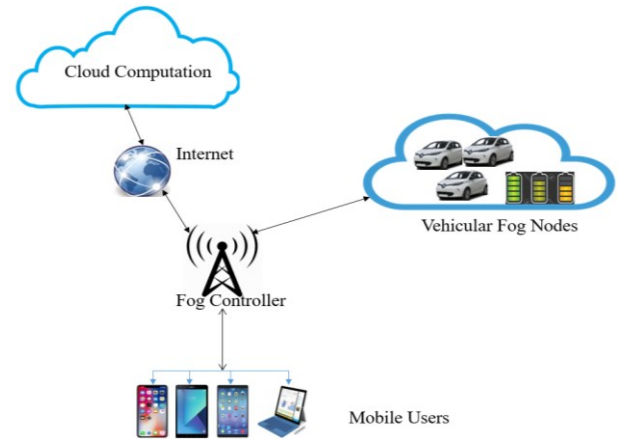 Cloud Computation
Internet
Vehicular Fog Nodes
Fog Controller
Mobile Users